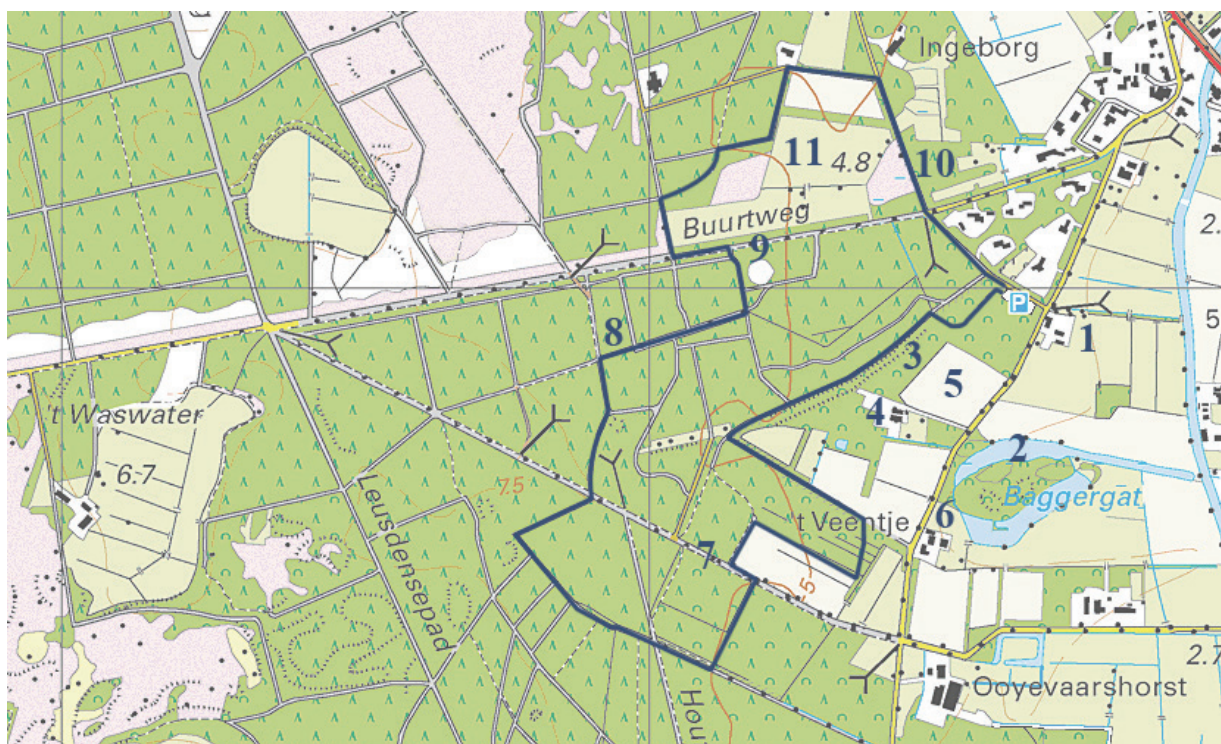 Ingeborg
11
4.8
10
Buurtweg
9
2.
P
5
1
8
3
5
't Waswater
4
2
6.7
7.5
Baggergat
't Veentje
6
Leusdensepad
7
5
Ooyevaarshorst
2.7
Hou